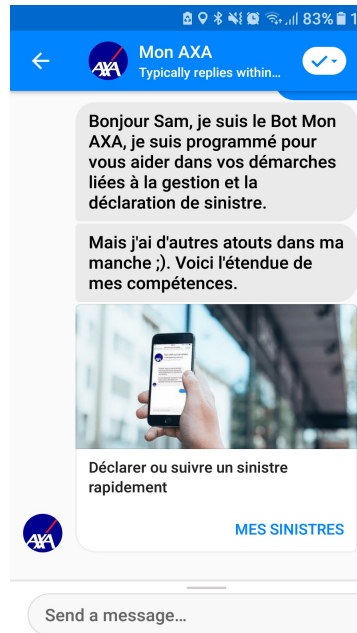 83% 1
Mon AXA
Typically replies within...
Bonjour Sam, je suis le Bot Mon
AXA, je suis programmé pour
vous aider dans vos démarches
liées à la gestion et la
déclaration de sinistre.
Mais j'ai d'autres atouts dans ma
manche ;). Voici l'étendue de
mes compétences.
Déclarer ou suivre un sinistre
rapidement
MES SINISTRES
AXA
Send a message...